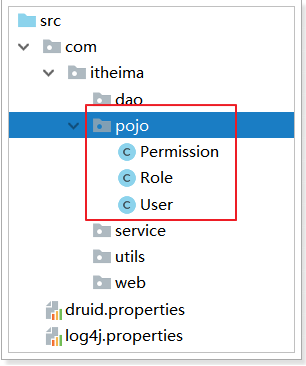 src
com
itheima
dao
pojo
C Permission
C Role
C User
service
utils
web
druid.properties
log4j.properties